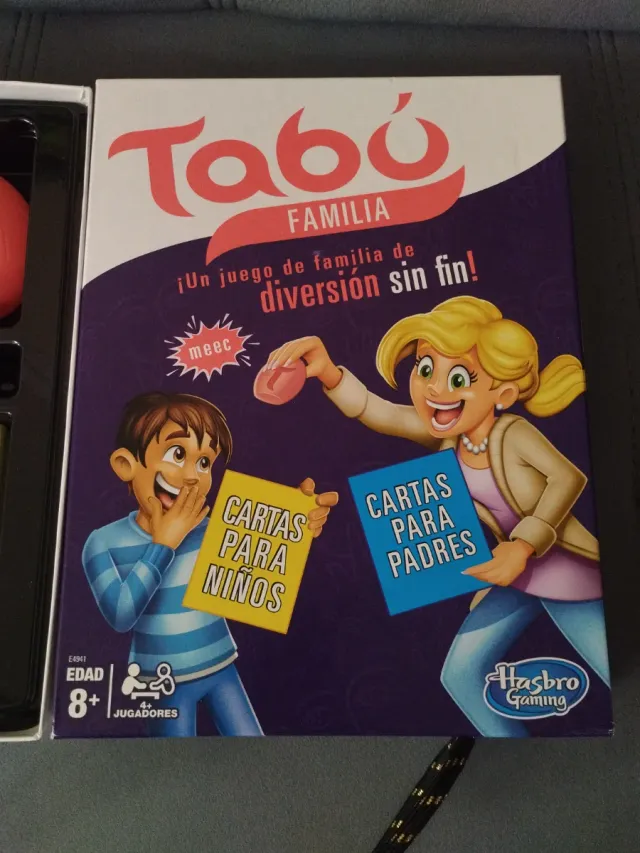 Tabú
FAMILIA
¡Un juego de familia de
diversión sin fin!
meec
CARTAS
PARA
NIÑOS
CARTAS
PARA
PADRES
E4941
EDAD
8+
4+
JUGADORES
Hasbro
Gaming